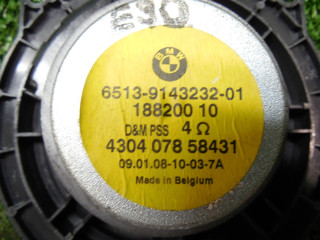 E90
BMW
6513-9143232-01
188200 10
D&M PSS 4 Ω
4304 078 58431
09.01.08-10-03-7A
Made in Belgium